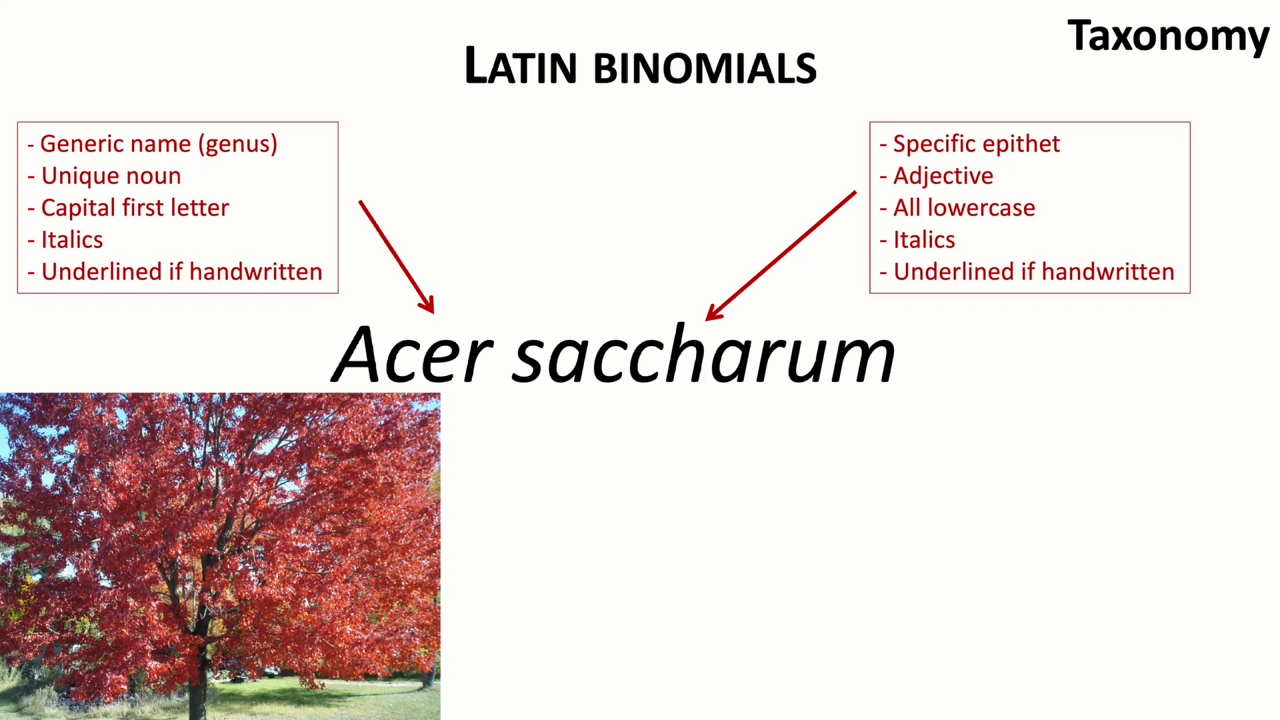 Taxonomy
LATIN BINOMIALS
- Generic name (genus)
- Unique noun
- Capital first letter
- Italics
- Underlined if handwritten
- Specific epithet
- Adjective
- All lowercase
- Italics
- Underlined if handwritten
Acer saccharum